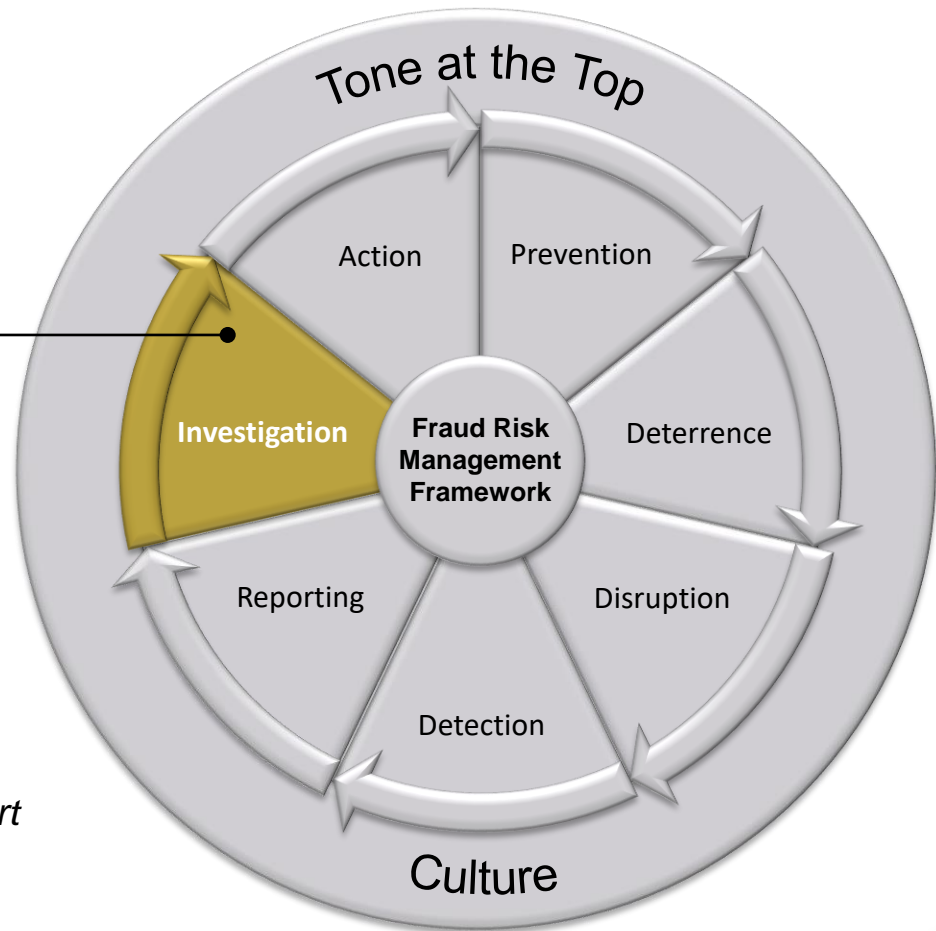 Tone at the Top
Action
Prevention
Investigation
Fraud Risk
Management
Framework
Deterrence
Reporting
Disruption
Detection
Culture